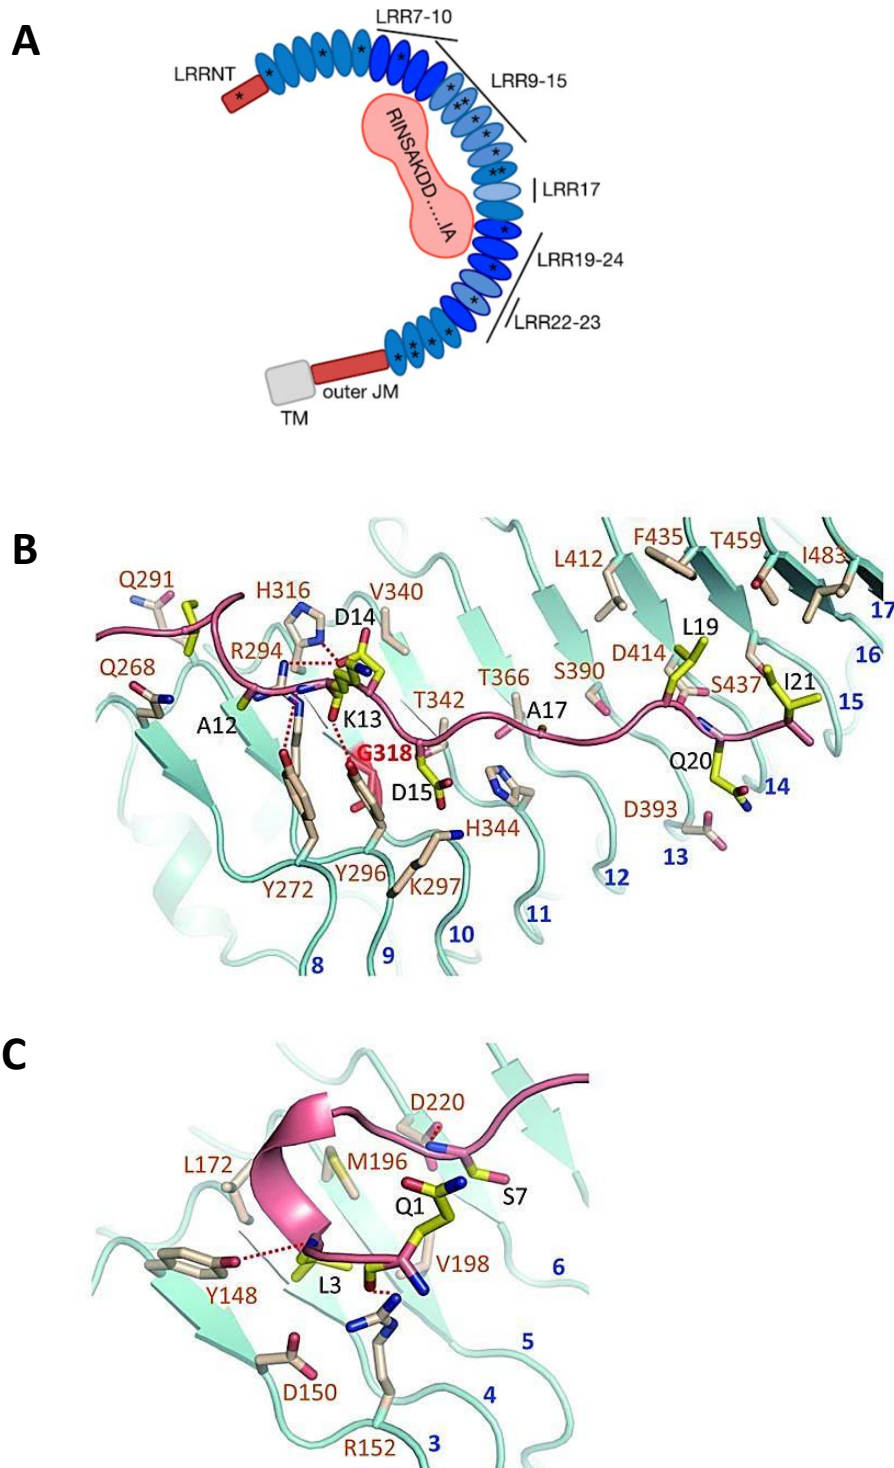 A
LRR7-10
LRRNT
LRR9-15
RINSAKDD......IA
LRR17
LRR19-24
LRR22-23
outer JM
TM
B
Q291
H316
V340
L412
F435
T459
I483
D14
17
R294
L19
Q268
D414
16
T366
S390
S437
I21
T342
15
A12
K13
A17
G318
Q20
D15
14
D393
H344
13
Y272
Y296
K297
12
11
10
9
8
C
D220
L172
M196
Q1
S7
V198
6
L3
Y148
5
D150
4
R152
3